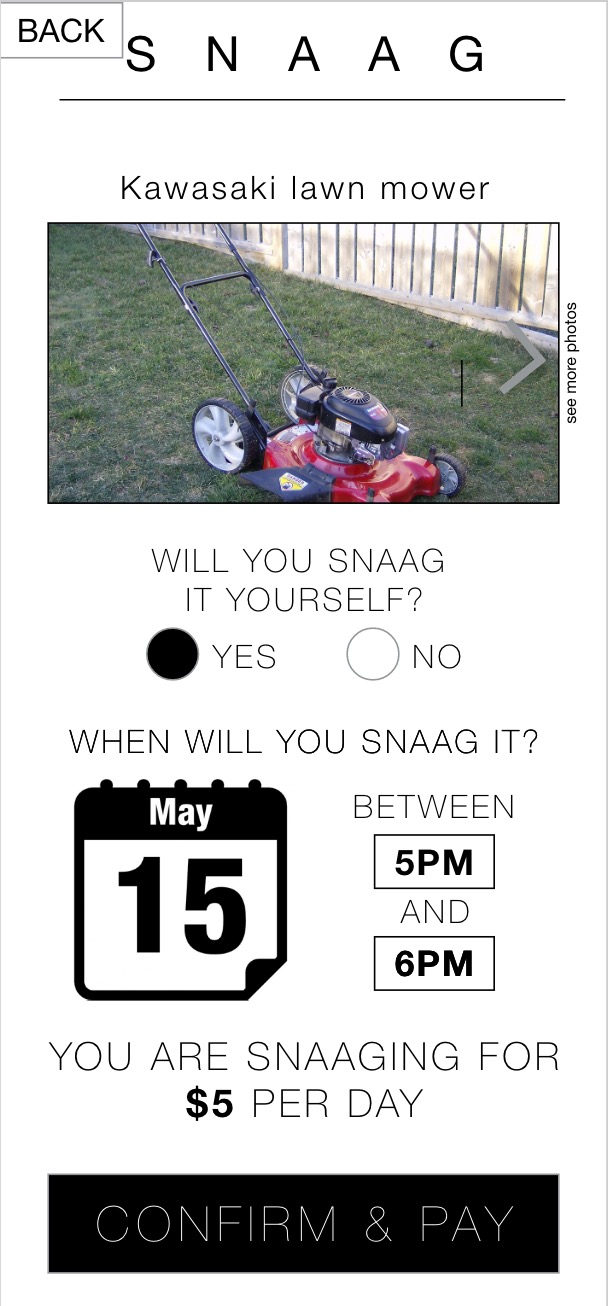 BACK
S N A A G
Kawasaki lawn mower
see more photos
WILL YOU SNAAG
IT YOURSELF?
YES NO
WHEN WILL YOU SNAAG IT?
May
15
BETWEEN
5PM
AND
6PM
YOU ARE SNAAGING FOR
$5 PER DAY
CONFIRM & PAY